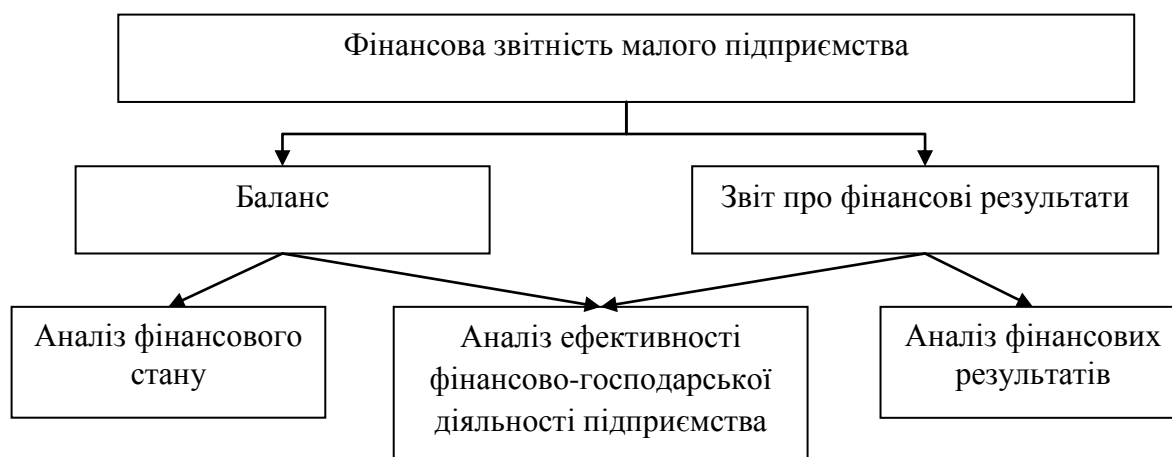 Фінансова звітність малого підприємства
Баланс
Звіт про фінансові результати
Аналіз фінансового
стану
Аналіз ефективності
фінансово-господарської
діяльності підприємства
Аналіз фінансових
результатів